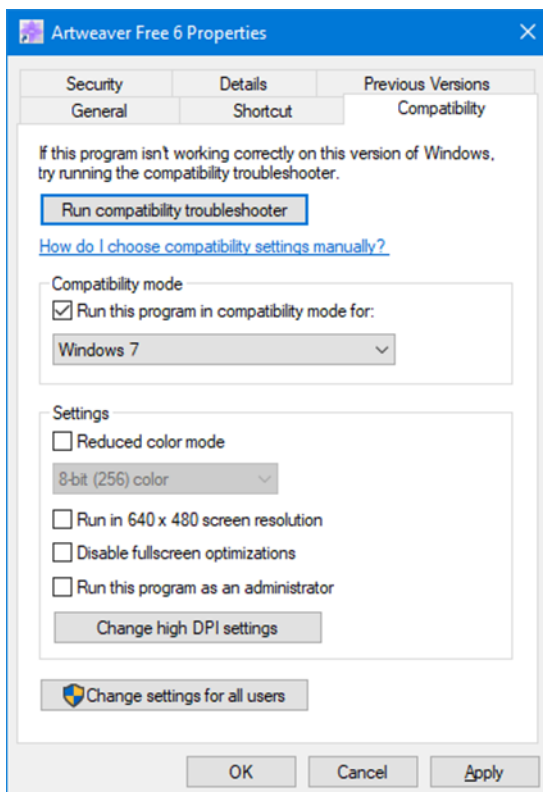 Artweaver Free 6 Properties
Security Details Previous Versions
General Shortcut Compatibility
If this program isn't working correctly on this version of Windows,
try running the compatibility troubleshooter.
Run compatibility troubleshooter
How do I choose compatibility settings manually?
Compatibility mode
Run this program in compatibility mode for:
Windows 7
Settings
Reduced color mode
8-bit (256) color
Run in 640 x 480 screen resolution
Disable fullscreen optimizations
Run this program as an administrator
Change high DPI settings
Change settings for all users
OK Cancel Apply